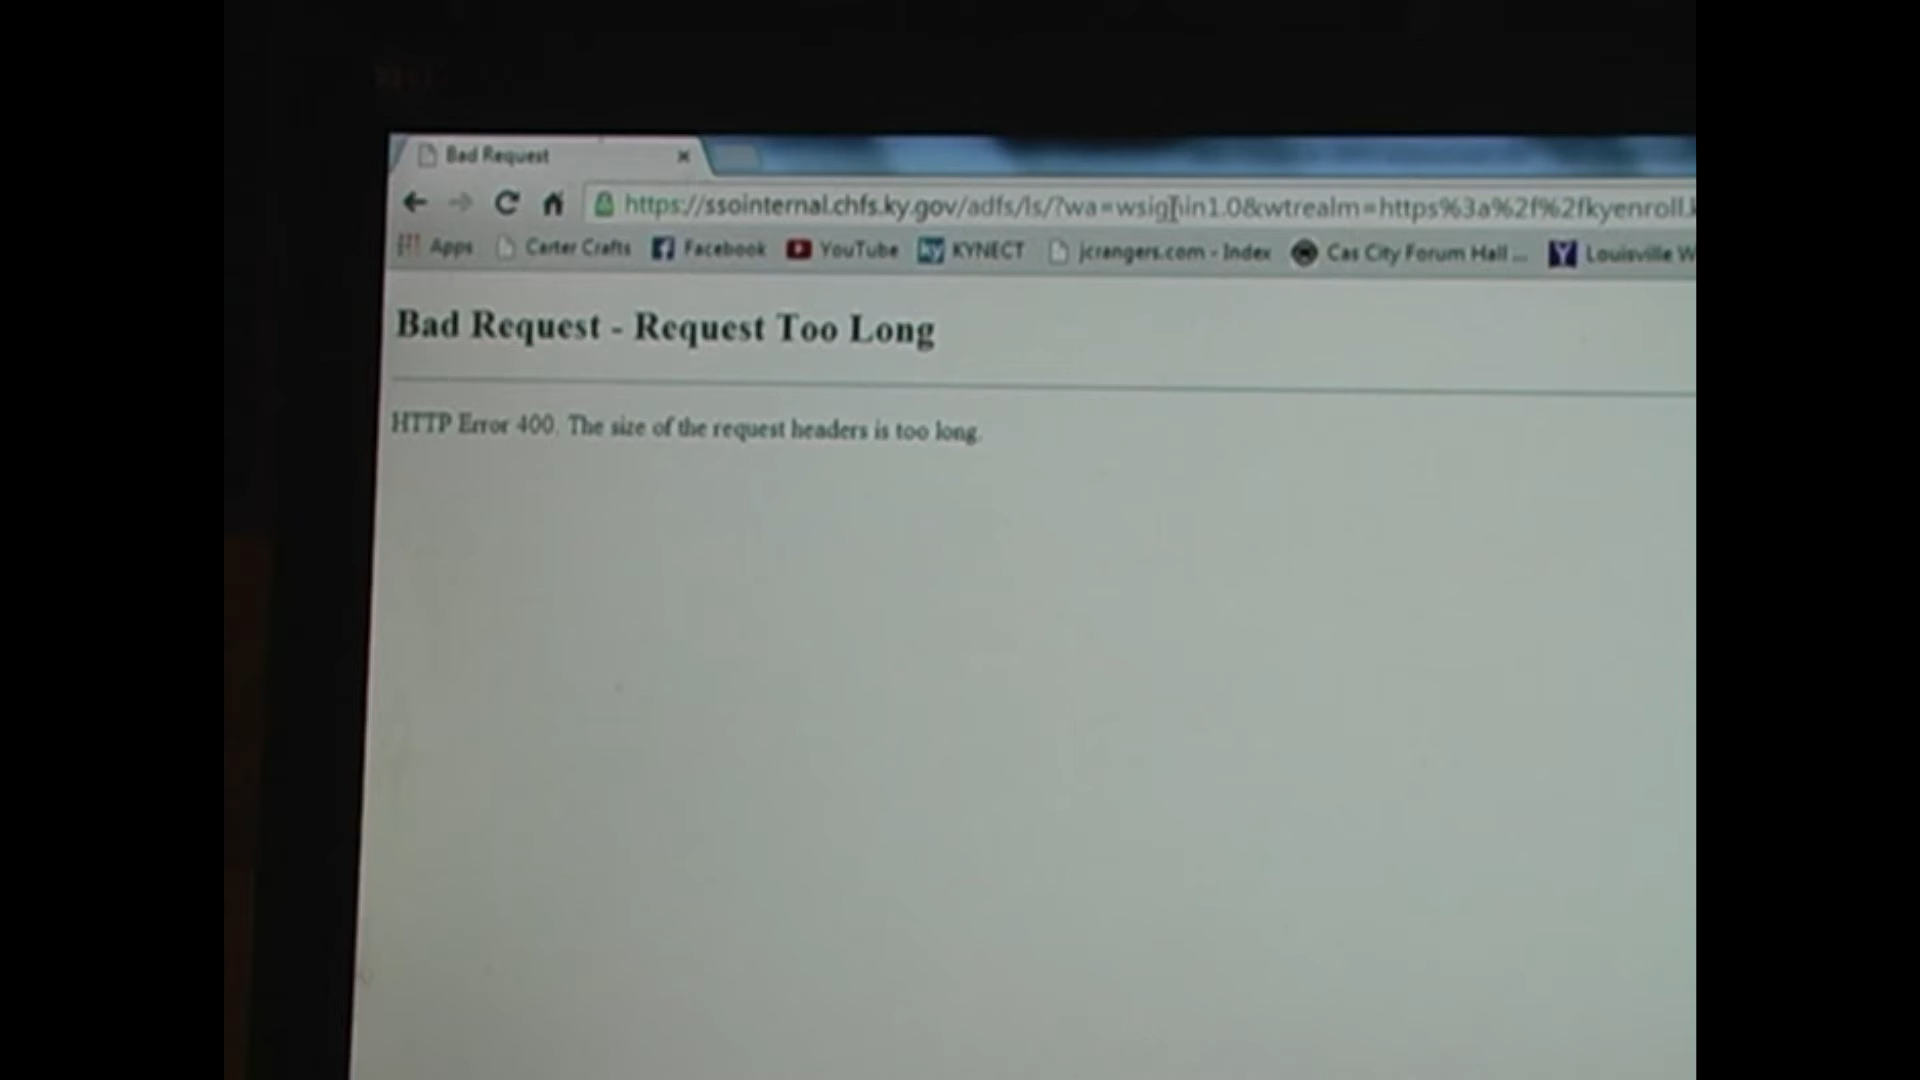 Bad Request
https://ssointernal.chfs.ky.gov/adfs/ls/?wa=wsignin1.0&wtrealm=https%3a%2f%2fkyenroll.k
Apps Carter Crafts Facebook YouTube ky KYNECT jcrangers.com - Index Cas City Forum Hall ... Y Louisville W
Bad Request - Request Too Long
HTTP Error 400. The size of the request headers is too long.